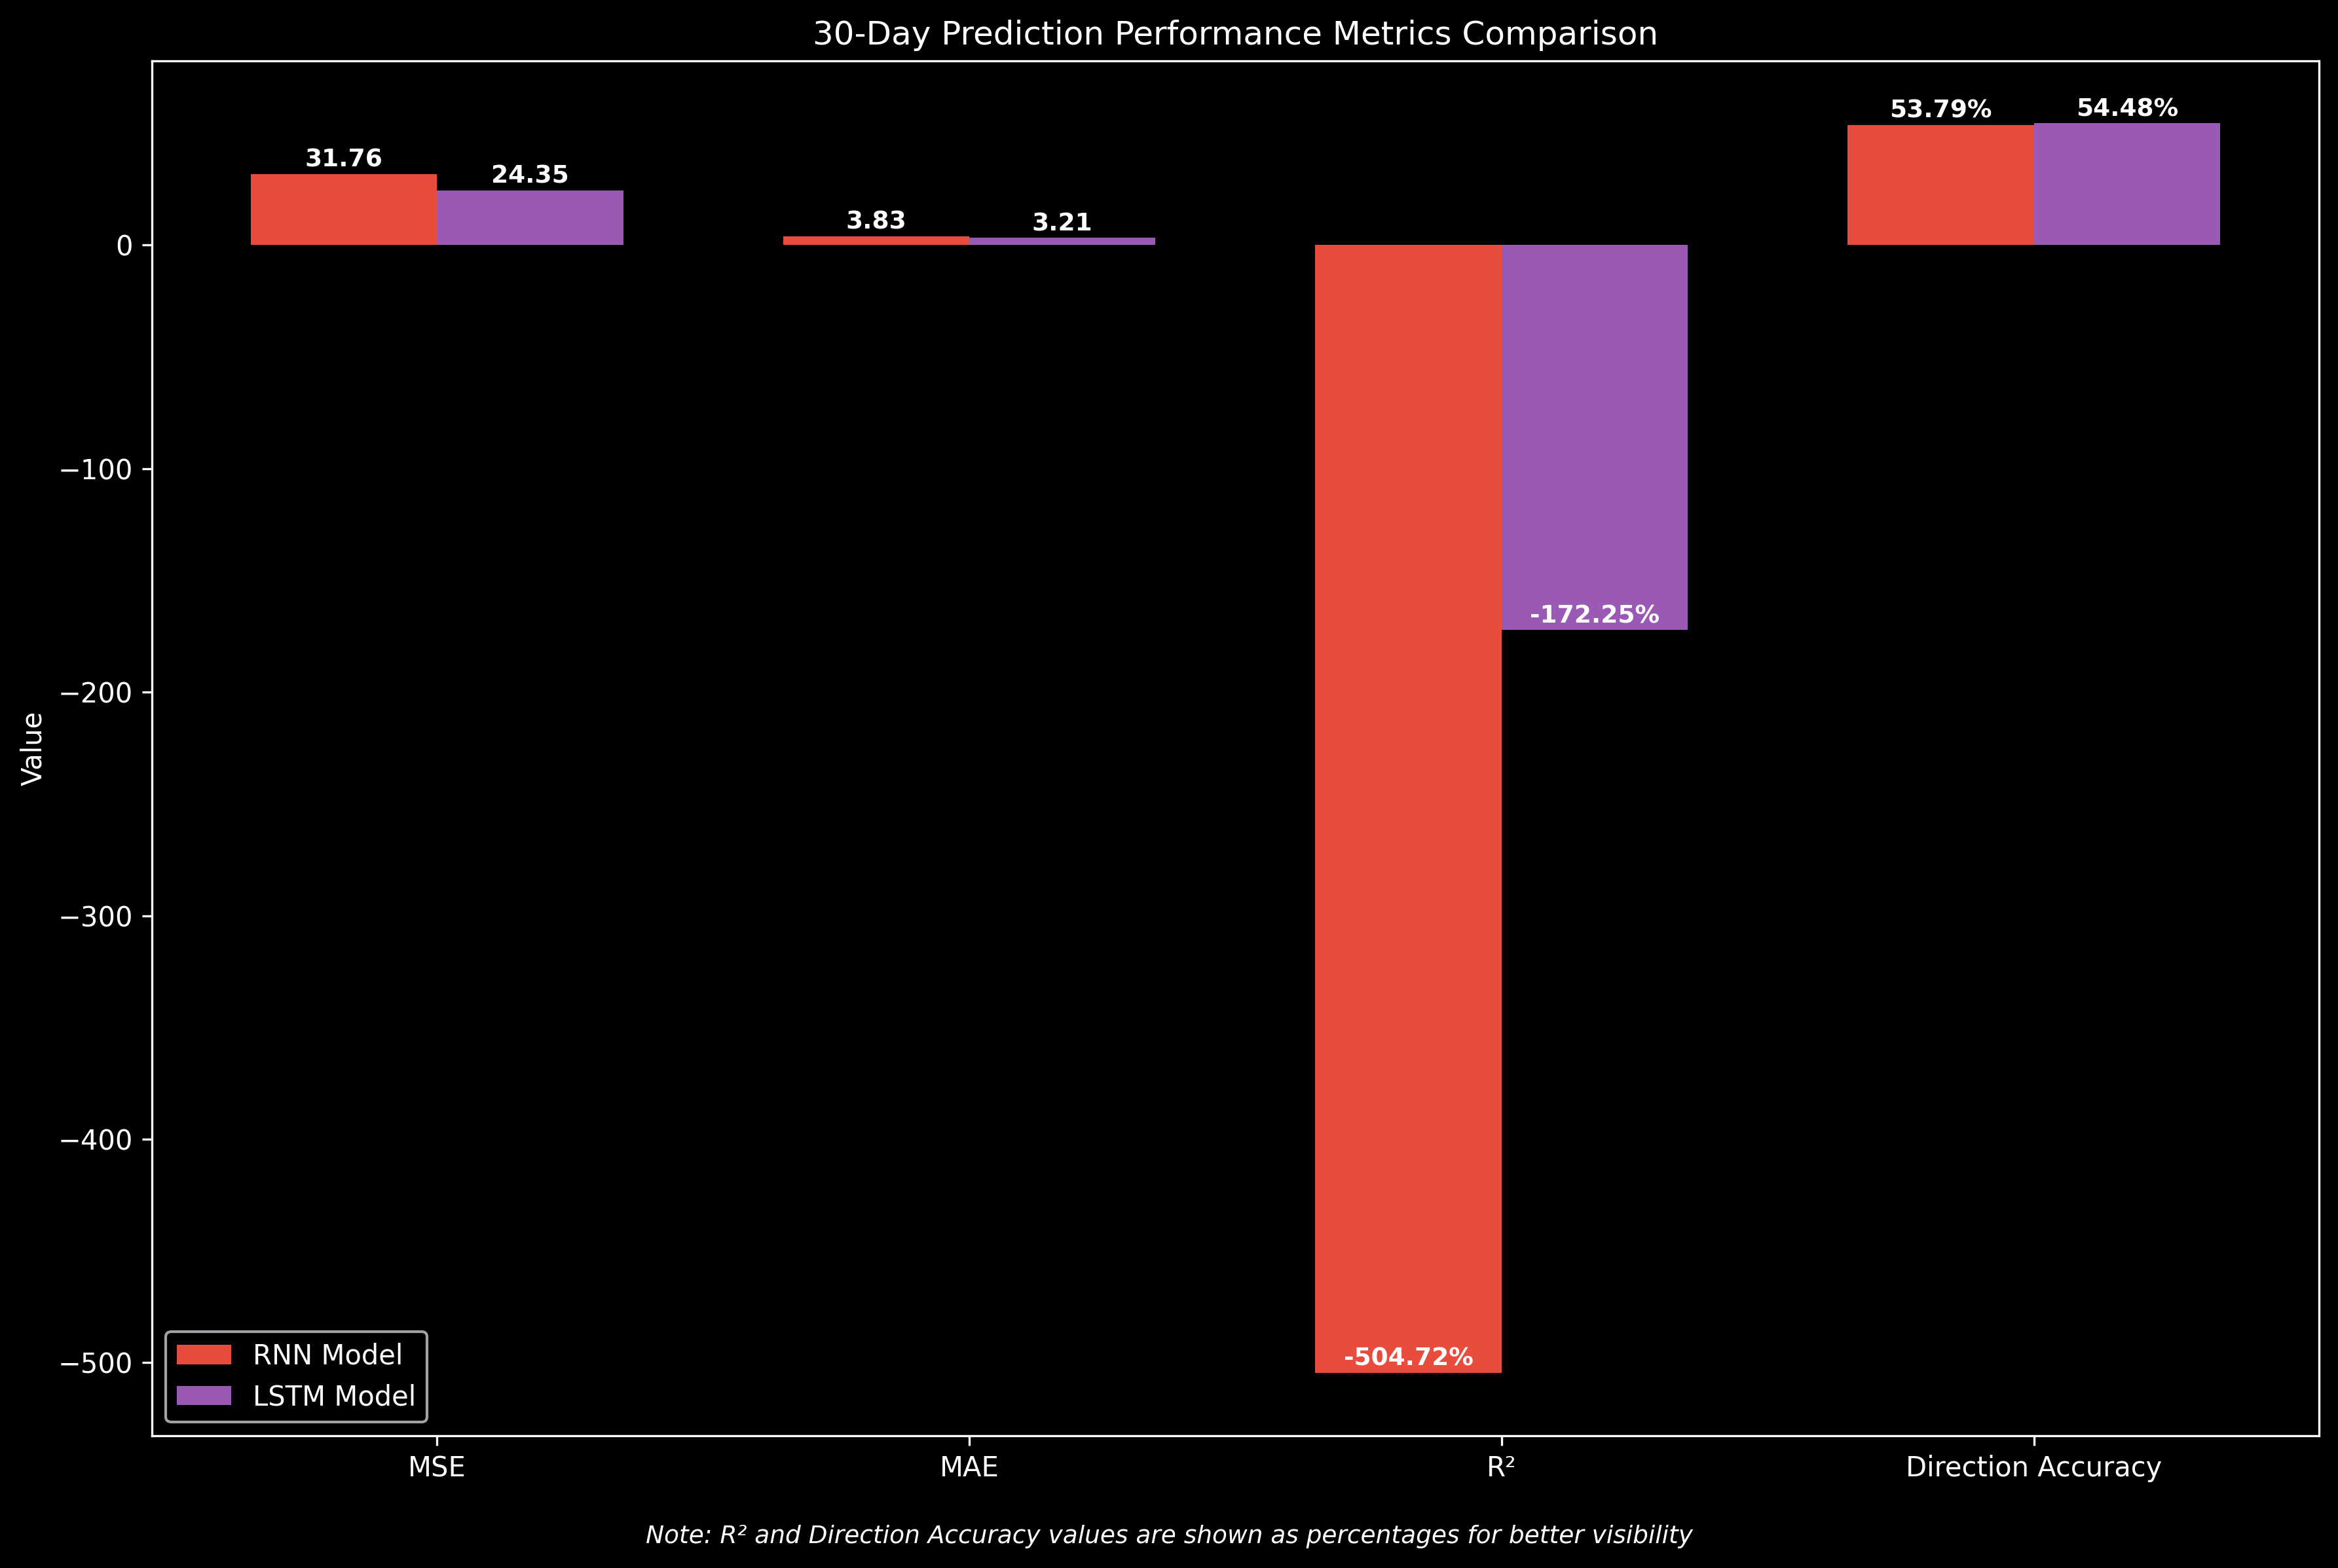 30-Day Prediction Performance Metrics Comparison
53.79%
54.48%
31.76
24.35
3.83
3.21
0
−100
-172.25%
−200
Value
−300
−400
-504.72%
−500
RNN Model
LSTM Model
MSE
MAE
R²
Direction Accuracy
Note: R² and Direction Accuracy values are shown as percentages for better visibility